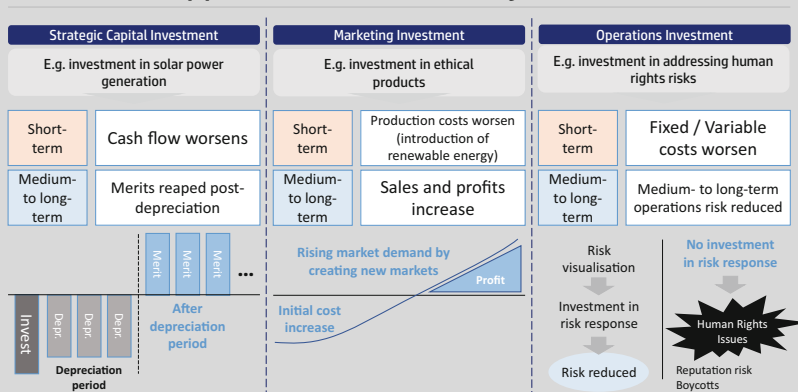 Strategic Capital Investment
E.g. investment in solar power
generation
Short-
term
Cash flow worsens
Medium-
to long-
term
Merits reaped post-
depreciation
Merit
Merit
Merit
...
Invest
Depr.
Depr.
Depr.
After
depreciation
period
Depreciation
period
Marketing Investment
E.g. investment in ethical
products
Short-
term
Production costs worsen
(introduction of
renewable energy)
Medium-
to long-
term
Sales and profits
increase
Rising market demand by
creating new markets
Profit
Initial cost
increase
Operations Investment
E.g. investment in addressing human
rights risks
Short-
term
Fixed / Variable
costs worsen
Medium-
to long-
term
Medium- to long-term
operations risk reduced
Risk
visualisation
Investment in
risk response
Risk reduced
No investment
in risk response
Human Rights
Issues
Reputation risk
Boycotts